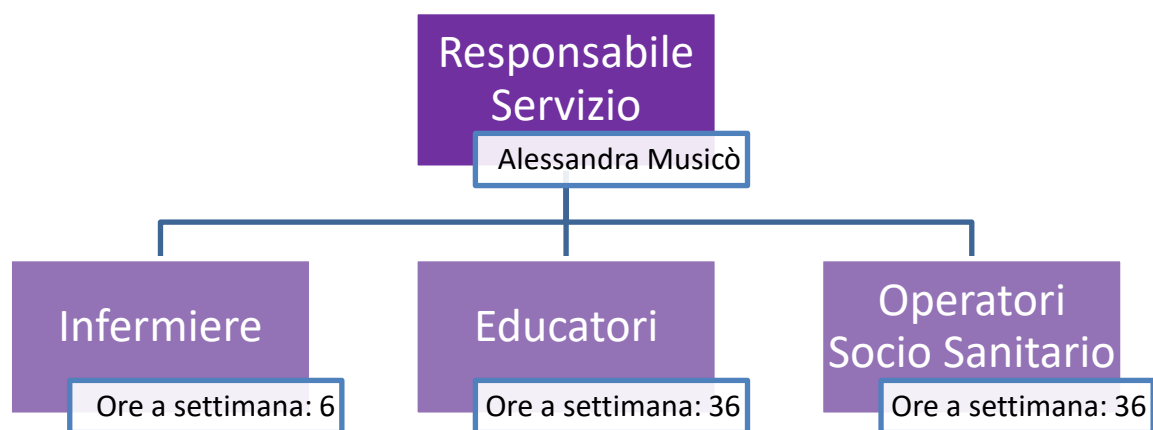 Responsabile
Servizio
Alessandra Musicò
Infermiere
Ore a settimana: 6
Educatori
Ore a settimana: 36
Operatori
Socio Sanitario
Ore a settimana: 36